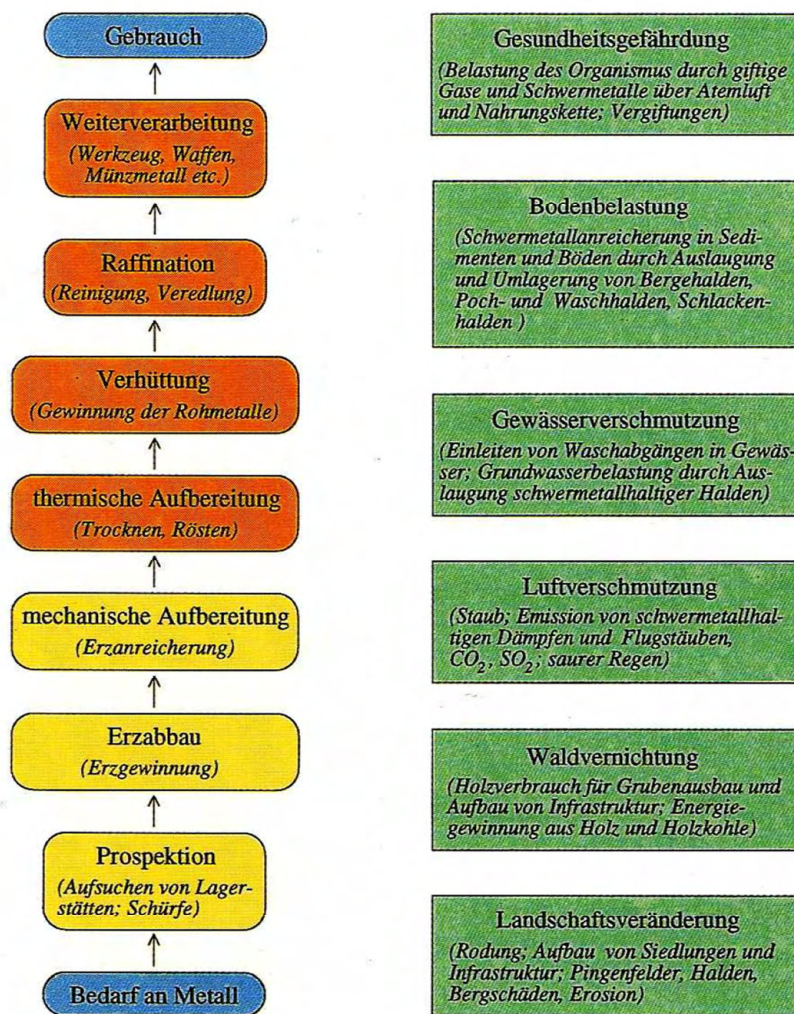 Gebrauch
Weiterverarbeitung
(Werkzeug, Waffen,
Münzmetall etc.)
Raffination
(Reinigung, Veredlung)
Verhüttung
(Gewinnung der Rohmetalle)
thermische Aufbereitung
(Trocknen, Rösten)
mechanische Aufbereitung
(Erzanreicherung)
Erzabbau
(Erzgewinnung)
Prospektion
(Aufsuchen von Lager-
stätten; Schürfe)
Bedarf an Metall
Gesundheitsgefährdung
(Belastung des Organismus durch giftige
Gase und Schwermetalle über Atemluft
und Nahrungskette; Vergiftungen)
Bodenbelastung
(Schwermetallanreicherung in Sedi-
menten und Böden durch Auslaugung
und Umlagerung von Bergehalden,
Poch- und Waschhalden, Schlacken-
halden )
Gewässerverschmutzung
(Einleiten von Waschabgängen in Gewäs-
ser; Grundwasserbelastung durch Aus-
laugung schwermetallhaltiger Halden)
Luftverschmutzung
(Staub; Emission von schwermetallhal-
tigen Dämpfen und Flugstäuben,
CO2, SO2; saurer Regen)
Waldvernichtung
(Holzverbrauch für Grubenausbau und
Aufbau von Infrastruktur; Energie-
gewinnung aus Holz und Holzkohle)
Landschaftsveränderung
(Rodung; Aufbau von Siedlungen und
Infrastruktur; Pingenfelder, Halden,
Bergschäden, Erosion)